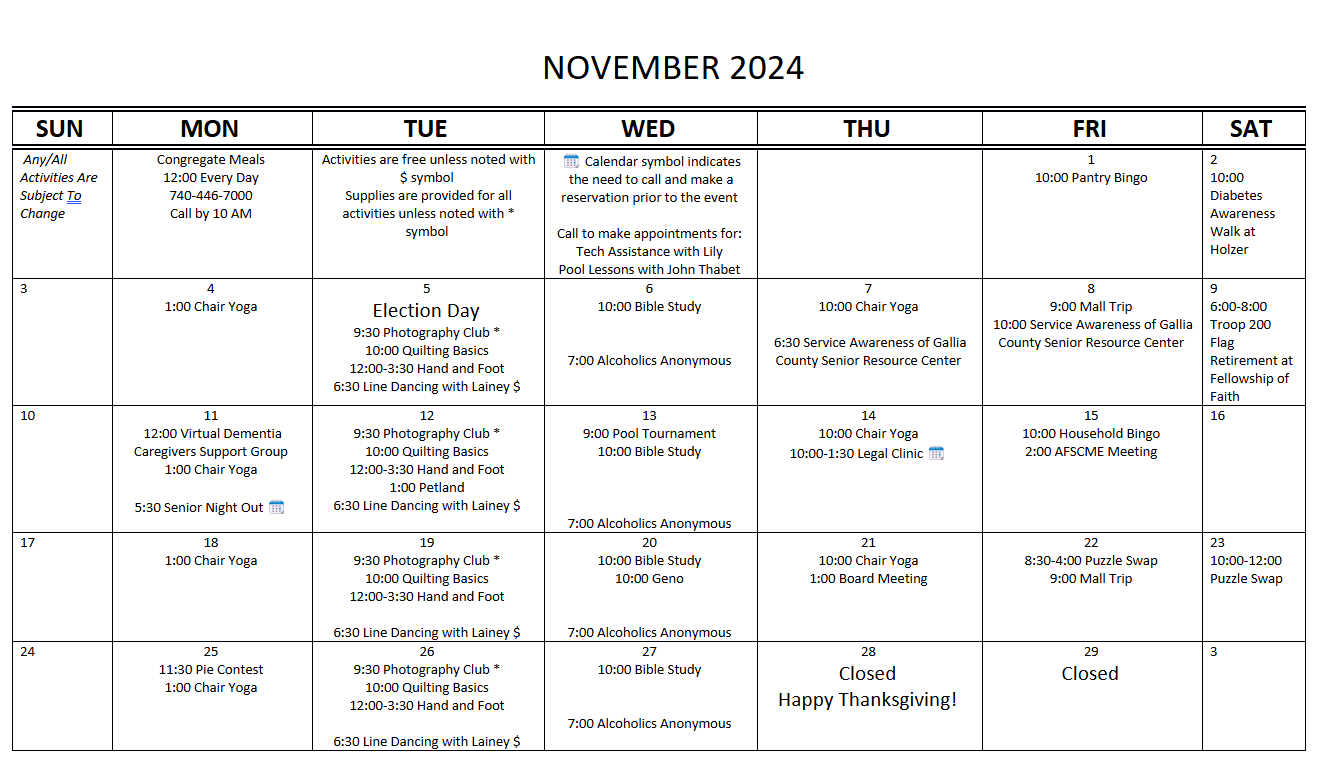 NOVEMBER 2024
SUN
MON
TUE
WED
THU
FRI
SAT
Any/All
Activities Are
Subject To
Change
Congregate Meals
12:00 Every Day
740-446-7000
Call by 10 AM
Activities are free unless noted with
$ symbol
Supplies are provided for all
activities unless noted with *
symbol
Calendar symbol indicates
the need to call and make a
reservation prior to the event
Call to make appointments for:
Tech Assistance with Lily
Pool Lessons with John Thabet
1
10:00 Pantry Bingo
2
10:00
Diabetes
Awareness
Walk at
Holzer
3
4
1:00 Chair Yoga
5
Election Day
9:30 Photography Club *
10:00 Quilting Basics
12:00-3:30 Hand and Foot
6:30 Line Dancing with Lainey $
6
10:00 Bible Study
7:00 Alcoholics Anonymous
7
10:00 Chair Yoga
6:30 Service Awareness of Gallia
County Senior Resource Center
8
9:00 Mall Trip
10:00 Service Awareness of Gallia
County Senior Resource Center
9
6:00-8:00
Troop 200
Flag
Retirement at
Fellowship of
Faith
10
11
12:00 Virtual Dementia
Caregivers Support Group
1:00 Chair Yoga
5:30 Senior Night Out
12
9:30 Photography Club *
10:00 Quilting Basics
12:00-3:30 Hand and Foot
1:00 Petland
6:30 Line Dancing with Lainey $
13
9:00 Pool Tournament
10:00 Bible Study
7:00 Alcoholics Anonymous
14
10:00 Chair Yoga
10:00-1:30 Legal Clinic
15
10:00 Household Bingo
2:00 AFSCME Meeting
16
17
18
1:00 Chair Yoga
19
9:30 Photography Club *
10:00 Quilting Basics
12:00-3:30 Hand and Foot
6:30 Line Dancing with Lainey $
20
10:00 Bible Study
10:00 Geno
7:00 Alcoholics Anonymous
21
10:00 Chair Yoga
1:00 Board Meeting
22
8:30-4:00 Puzzle Swap
9:00 Mall Trip
23
10:00-12:00
Puzzle Swap
24
25
11:30 Pie Contest
1:00 Chair Yoga
26
9:30 Photography Club *
10:00 Quilting Basics
12:00-3:30 Hand and Foot
6:30 Line Dancing with Lainey $
27
10:00 Bible Study
7:00 Alcoholics Anonymous
28
Closed
Happy Thanksgiving!
29
Closed
3